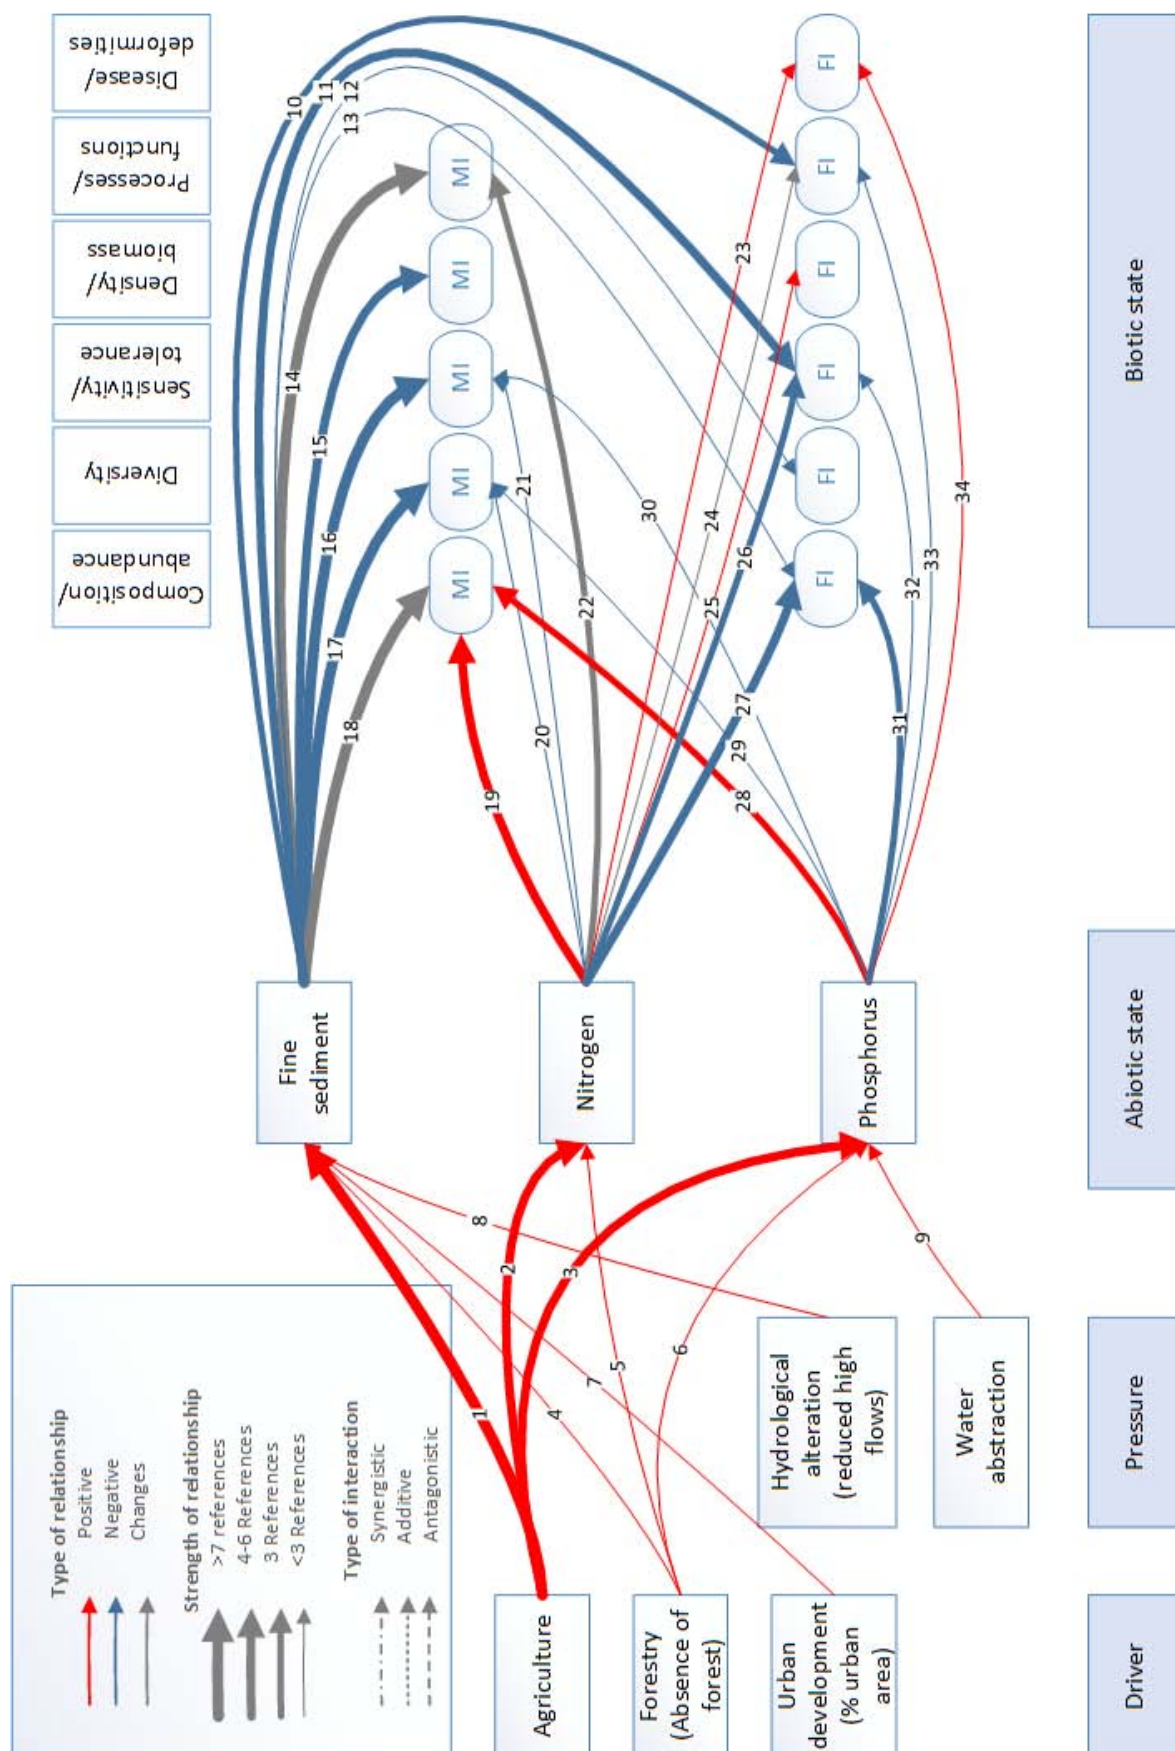 Type of relationship
Positive
Negative
Changes
Strength of relationship
>7 references
4-6 References
3 References
<3 References
Type of interaction
Synergistic
Additive
Antagonistic
Agriculture
Forestry
(Absence of
forest)
Urban
development
(% urban
area)
Hydrological
alteration
(reduced high
flows)
Water
abstraction
Fine
sediment
Nitrogen
Phosphorus
Composition/
abundance
Diversity
Sensitivity/
tolerance
Density/
biomass
Processes/
functions
Disease/
deformities
MI
MI
MI
MI
MI
FI
FI
FI
FI
FI
FI
1
2
3
4
5
6
7
8
9
10
11
12
13
14
15
16
17
18
19
20
21
22
23
24
25
26
27
28
29
30
31
32
33
34
Driver
Pressure
Abiotic state
Biotic state